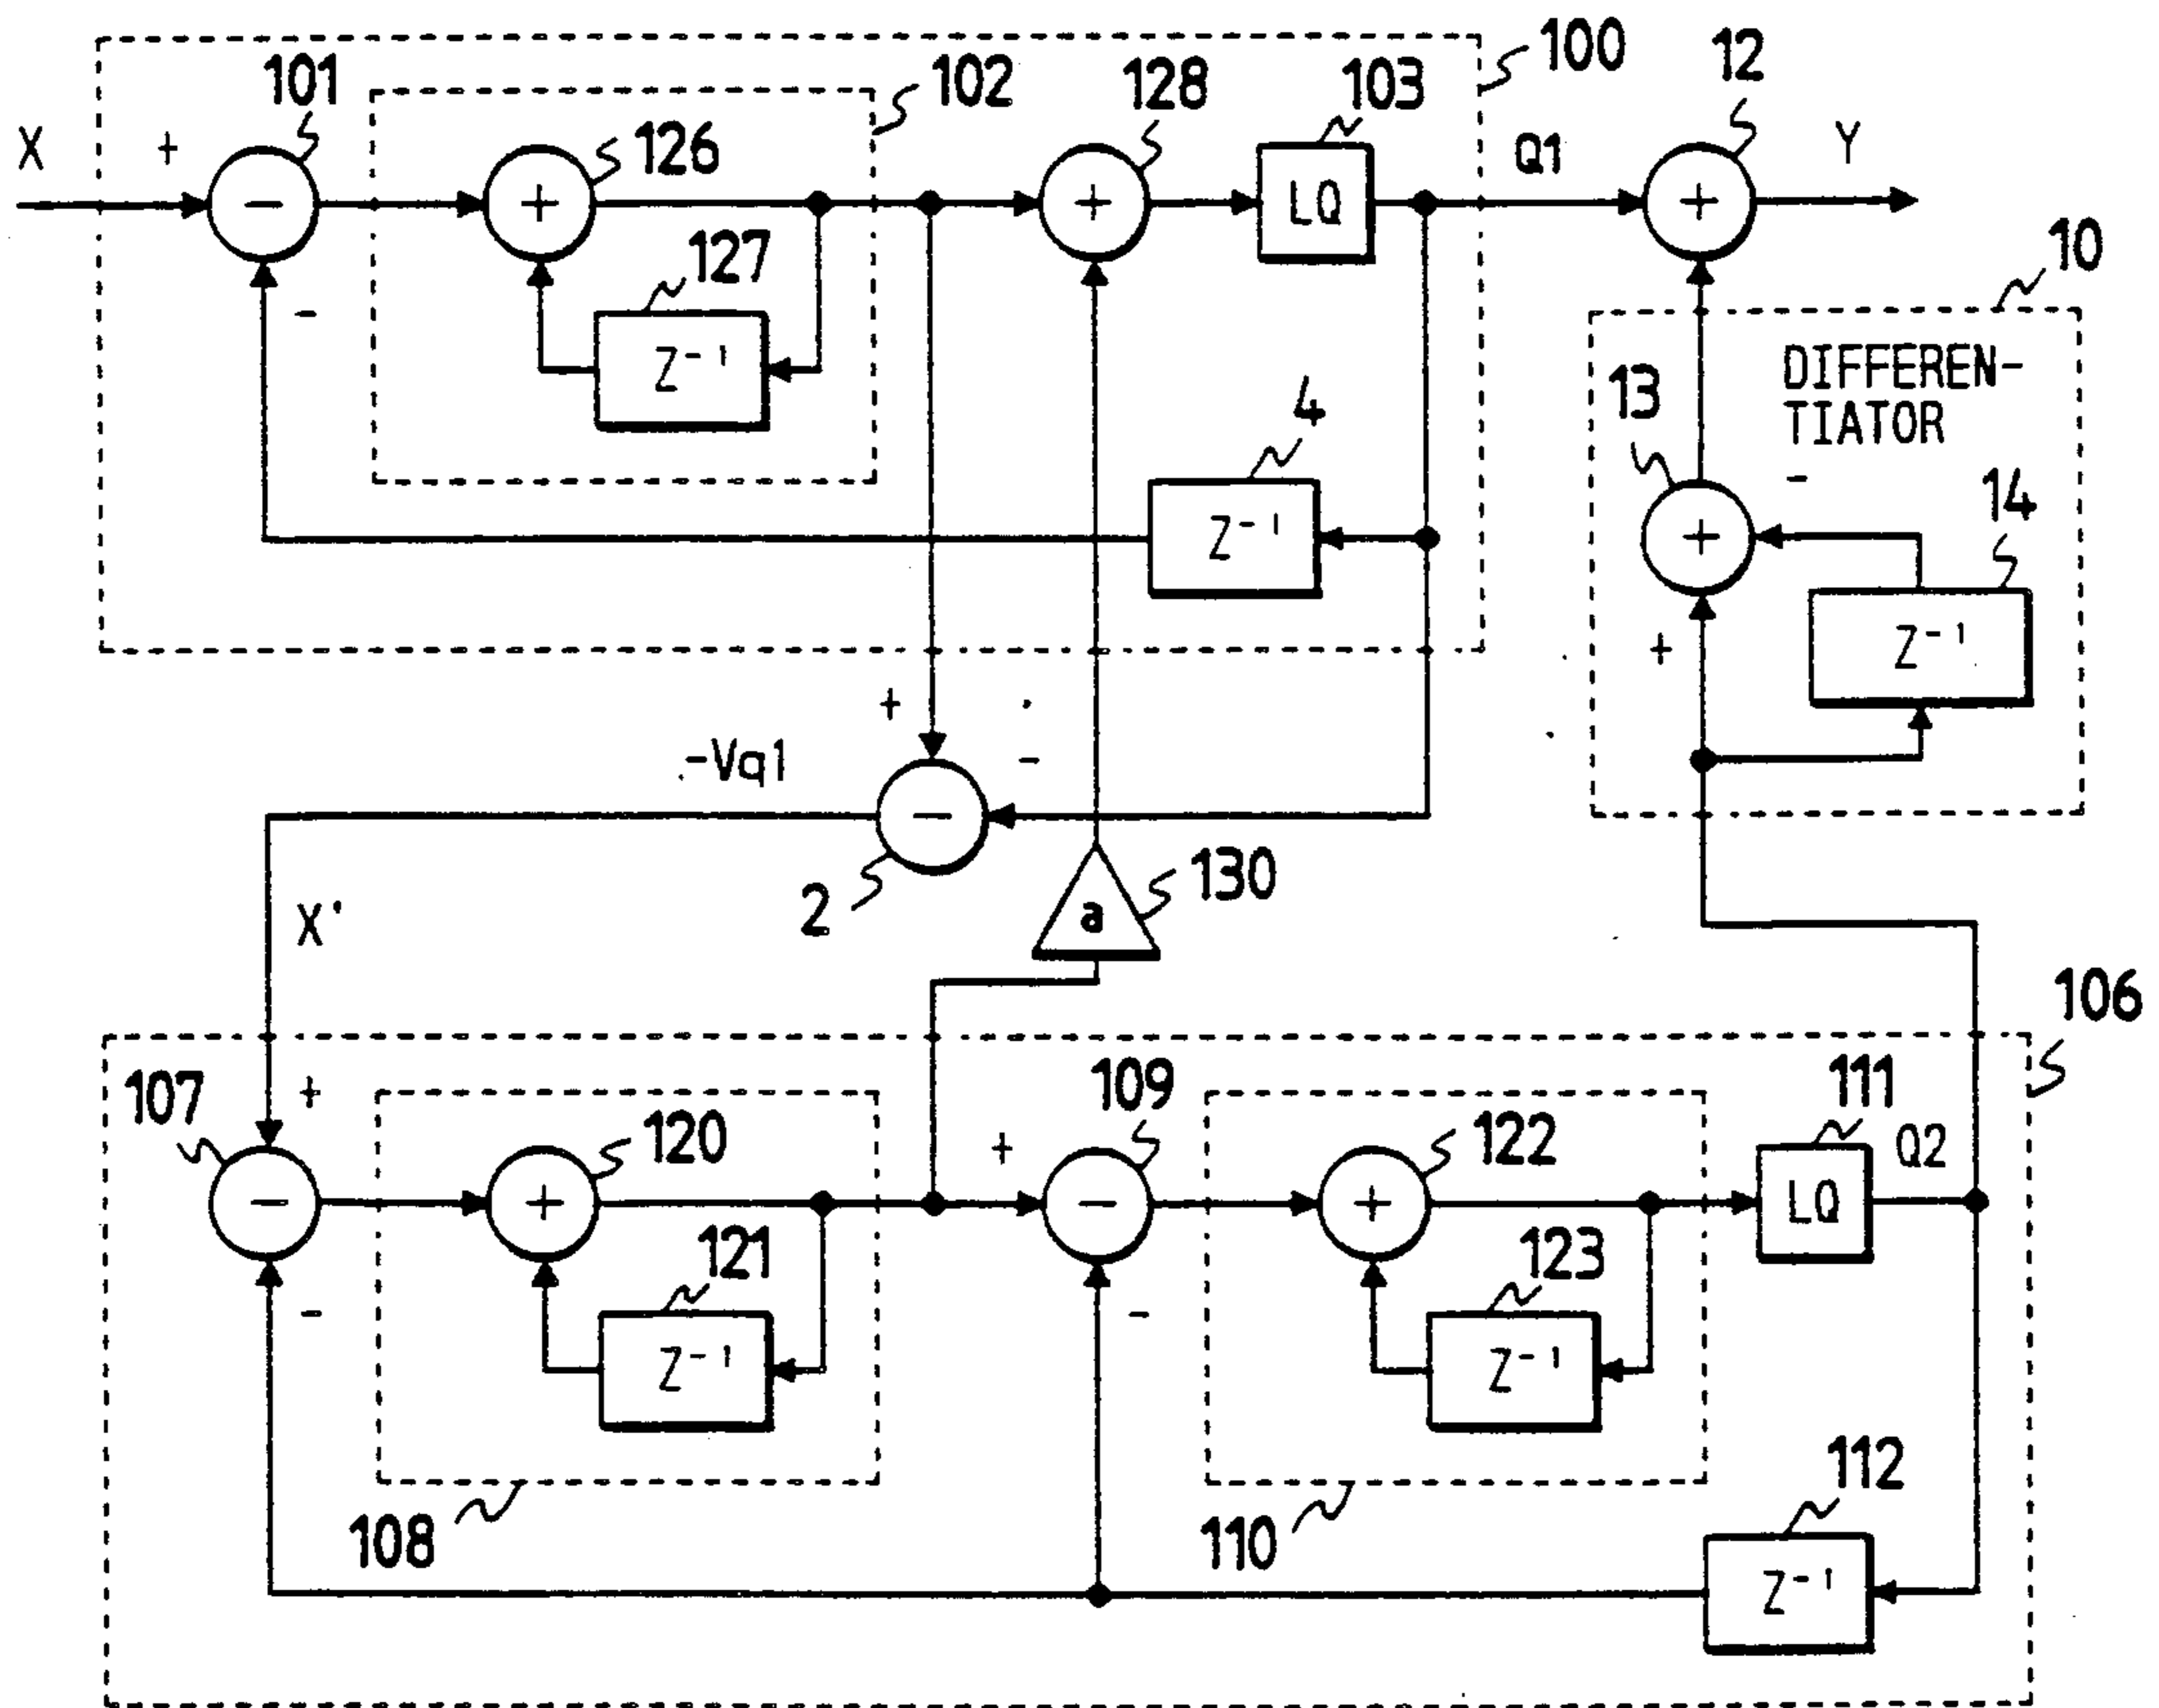 100
12
101
102
128
103
X
+
126
Q1
Y
−
+
+
LQ
+
127
10
-
Z⁻¹
DIFFEREN-
TIATOR
13
4
-
14
Z⁻¹
+
Z⁻¹
+
+
-
-Vq1
−
2
130
X'
a
106
107
+
109
111
120
+
122
Q2
−
+
−
+
LQ
121
123
-
-
Z⁻¹
Z⁻¹
112
108
110
Z⁻¹